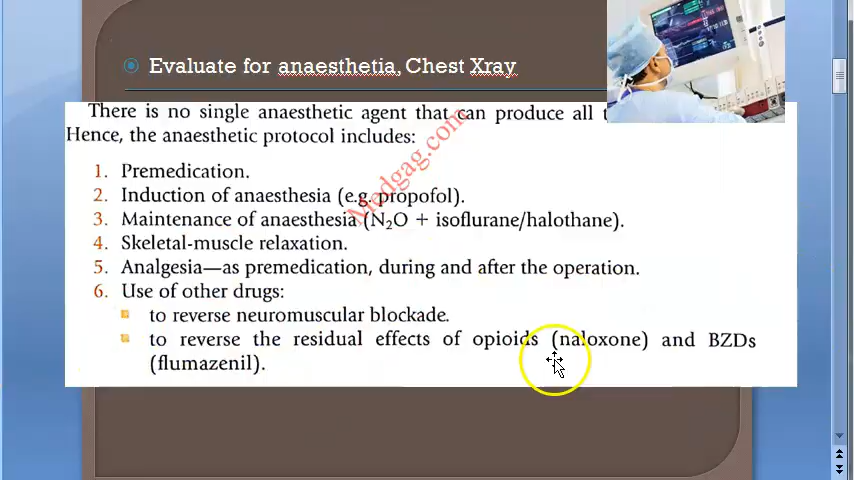 Evaluate for anaesthetia, Chest Xray
There is no single anaesthetic agent that can produce all
Hence, the anaesthetic protocol includes:
1. Premedication.
2. Induction of anaesthesia (e.g. propofol).
3. Maintenance of anaesthesia (N₂O + isoflurane/halothane).
4. Skeletal-muscle relaxation.
5. Analgesia—as premedication, during and after the operation.
6. Use of other drugs:
to reverse neuromuscular blockade.
to reverse the residual effects of opioids (naloxone) and BZDs
(flumazenil).
Medgag.com